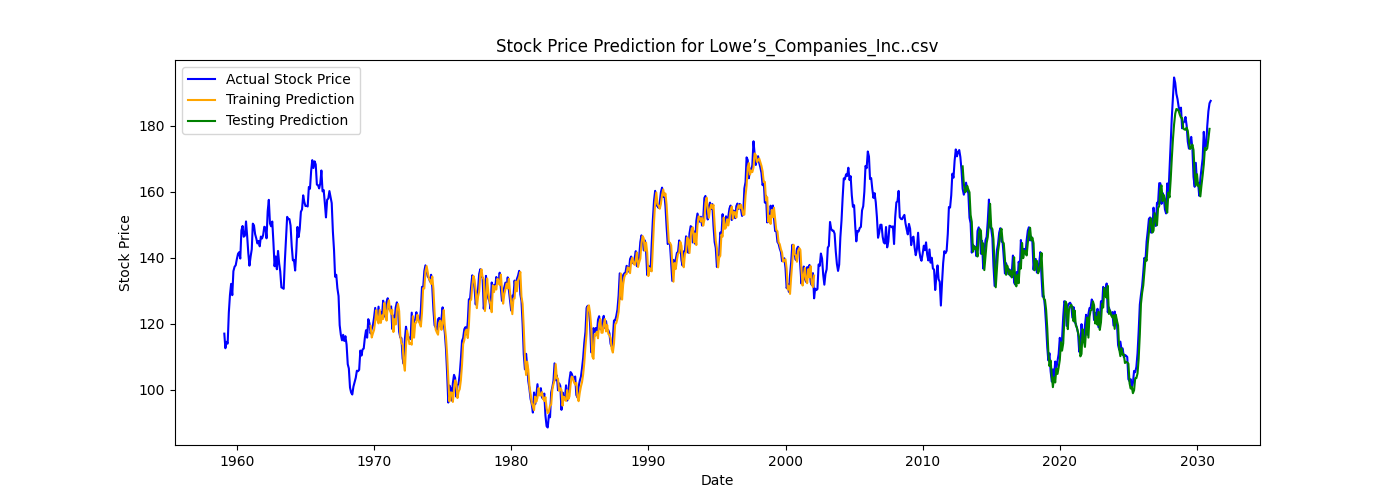 Stock Price Prediction for Lowe’s_Companies_Inc..csv
Actual Stock Price
Training Prediction
Testing Prediction
Stock Price
180
160
140
120
100
1960 1970 1980 1990 2000 2010 2020 2030
Date